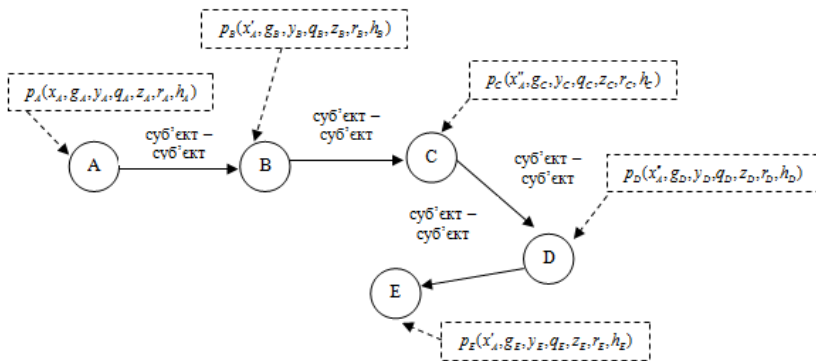 p_B(x'_A, g_B, y_B, q_B, z_B, r_B, h_B)
p_A(x_A, g_A, y_A, q_A, z_A, r_A, h_A)
p_C(x''_A, g_C, y_C, q_C, z_C, r_C, h_C)
суб’єкт –
суб’єкт
суб’єкт –
суб’єкт
A
B
C
суб’єкт –
суб’єкт
p_D(x''_A, g_D, y_D, q_D, z_D, r_D, h_D)
суб’єкт –
суб’єкт
D
E
p_E(x'_A, g_E, y_E, q_E, z_E, r_E, h_E)